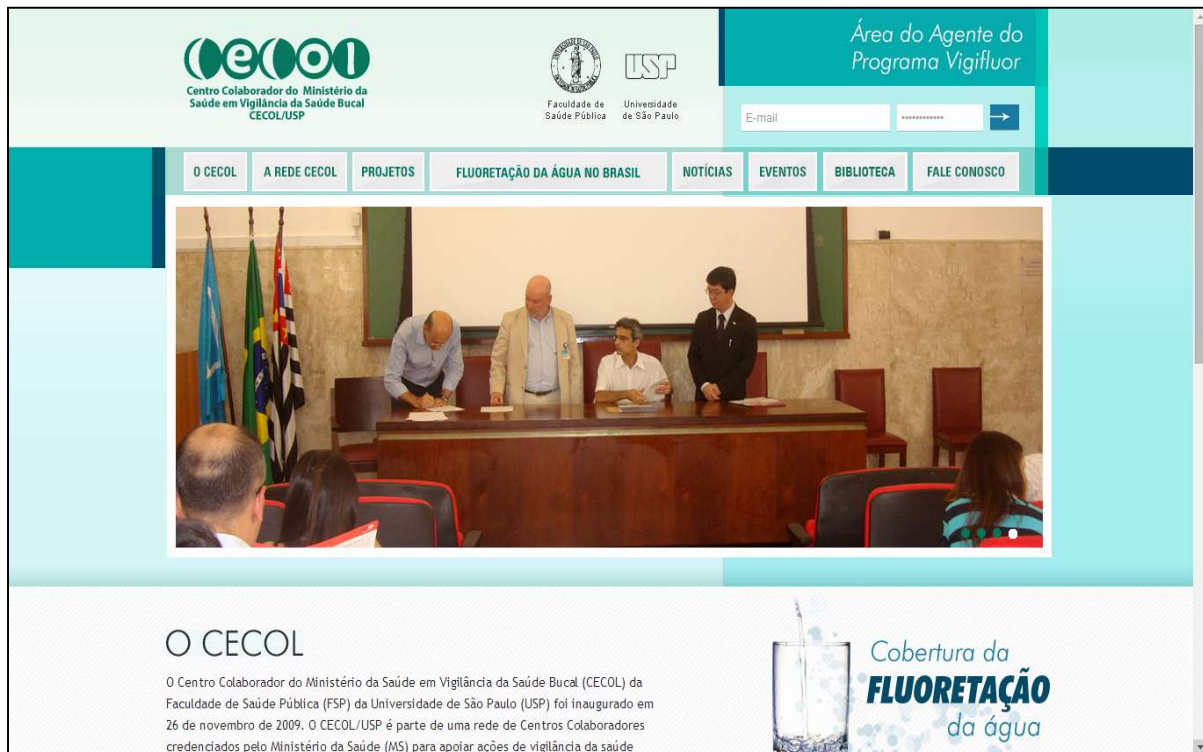 cecol
Centro Colaborador do Ministério da
Saúde em Vigilância da Saúde Bucal
CECOL/USP
Faculdade de
Saúde Pública
USP
Universidade
de São Paulo
Área do Agente do
Programa Vigifluor
E-mail
O CECOL
A REDE CECOL
PROJETOS
FLUORETAÇÃO DA ÁGUA NO BRASIL
NOTÍCIAS
EVENTOS
BIBLIOTECA
FALE CONOSCO
O CECOL
O Centro Colaborador do Ministério da Saúde em Vigilância da Saúde Bucal (CECOL) da
Faculdade de Saúde Pública (FSP) da Universidade de São Paulo (USP) foi inaugurado em
26 de novembro de 2009. O CECOL/USP é parte de uma rede de Centros Colaboradores
credenciados pelo Ministério da Saúde (MS) para apoiar ações de vigilância da saúde
Cobertura da
FLUORETAÇÃO
da água